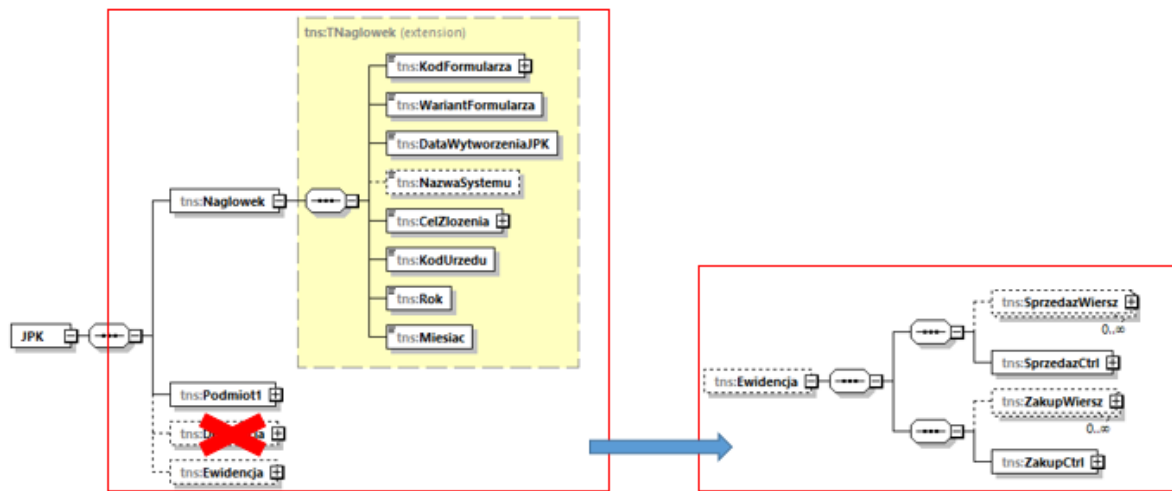 tns:TNaglowek (extension)
tns:KodFormularza
tns:WariantFormularza
tns:DataWytworzeniaJPK
tns:NazwaSystemu
tns:Naglowek
tns:CelZlozenia
tns:KodUrzedu
tns:Rok
tns:Miesiac
JPK
tns:Podmiot1
tns:
tns:Ewidencja
tns:SprzedazWiersz
0..∞
tns:SprzedazCtrl
tns:Ewidencja
tns:ZakupWiersz
0..∞
tns:ZakupCtrl